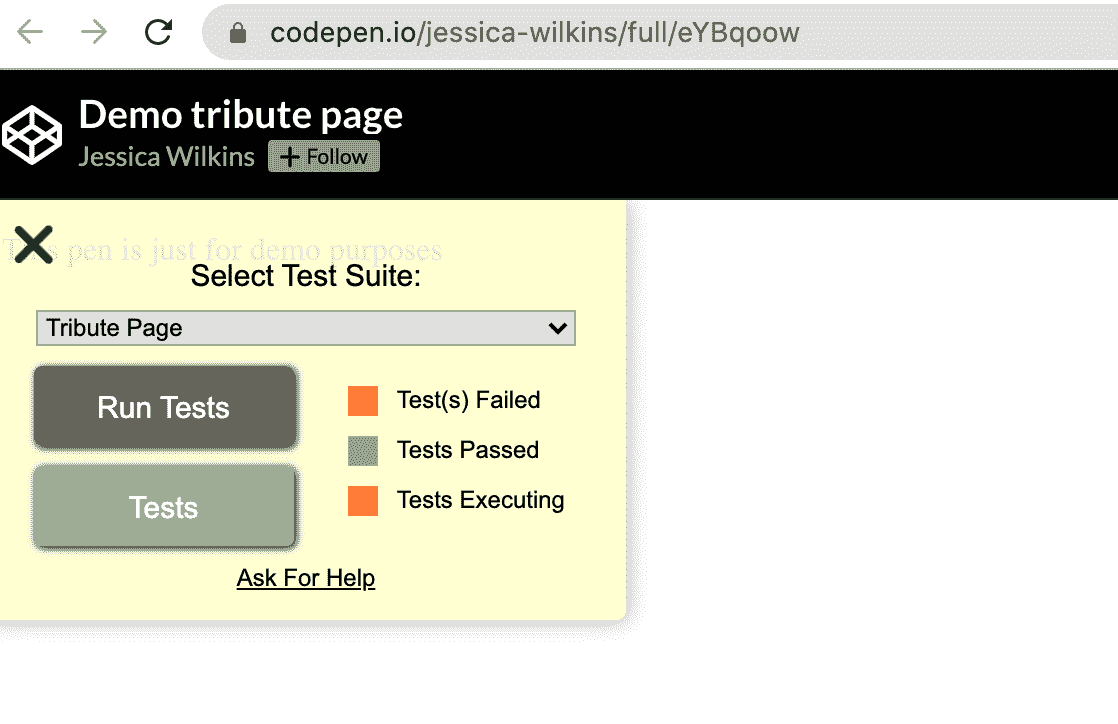 codepen.io/jessica-wilkins/full/eYBqoow
Demo tribute page
Jessica Wilkins + Follow
pen is just for demo purposes
Select Test Suite:
Tribute Page
Run Tests
Test(s) Failed
Tests Passed
Tests
Tests Executing
Ask For Help